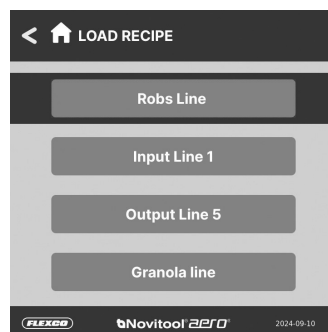 LOAD RECIPE
Robs Line
Input Line 1
Output Line 5
Granola line
FLEXCO Novitool® aero® 2024-09-10